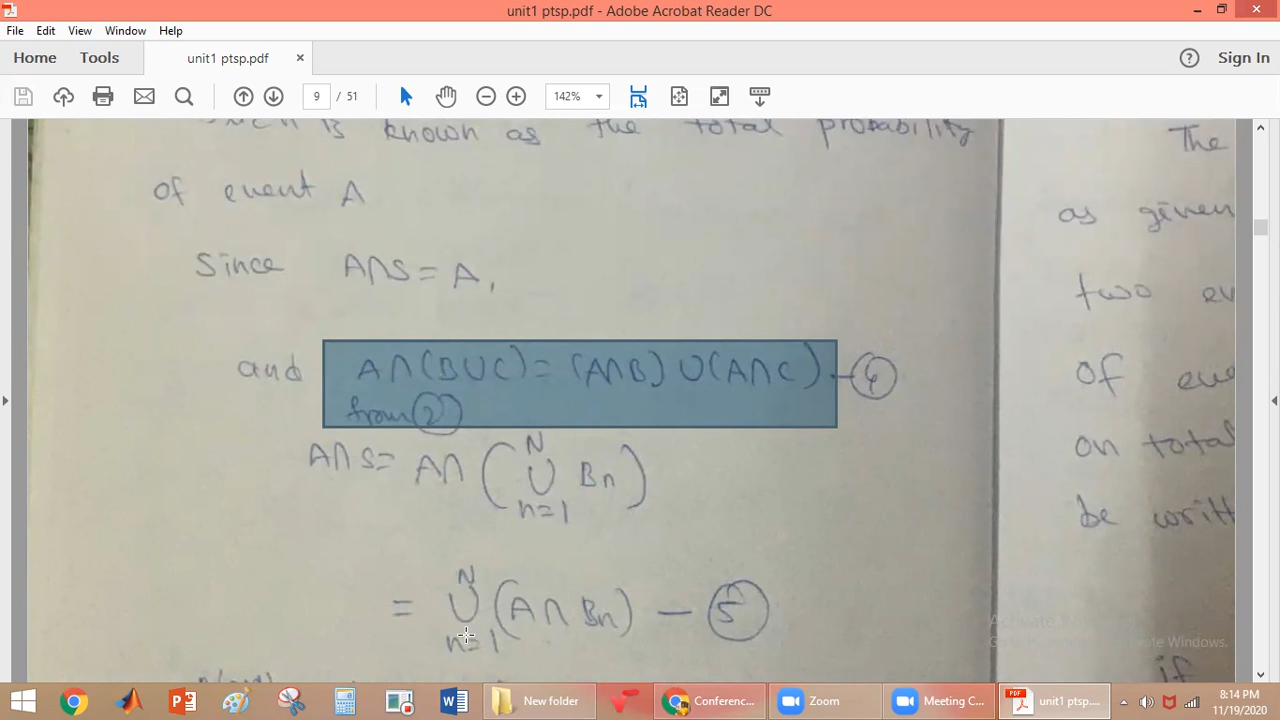 unit1 ptsp.pdf - Adobe Acrobat Reader DC
File Edit View Window Help
Home Tools unit1 ptsp.pdf × Sign In
9 / 51 142%
is known as the total probability
of event A
Since A∩S = A,
and A∩(B∪C) = (A∩B) ∪ (A∩C) - 4
from 2
A∩S = A∩ ( N ∪ n=1 Bn )
= N ∪ n=1 (A∩Bn) - 5
The
as given
two
of
on total
be
if
Activate Windows
Windows.
New folder Conferenc... Zoom Meeting C... unit1 ptsp....
8:14 PM
11/19/2020